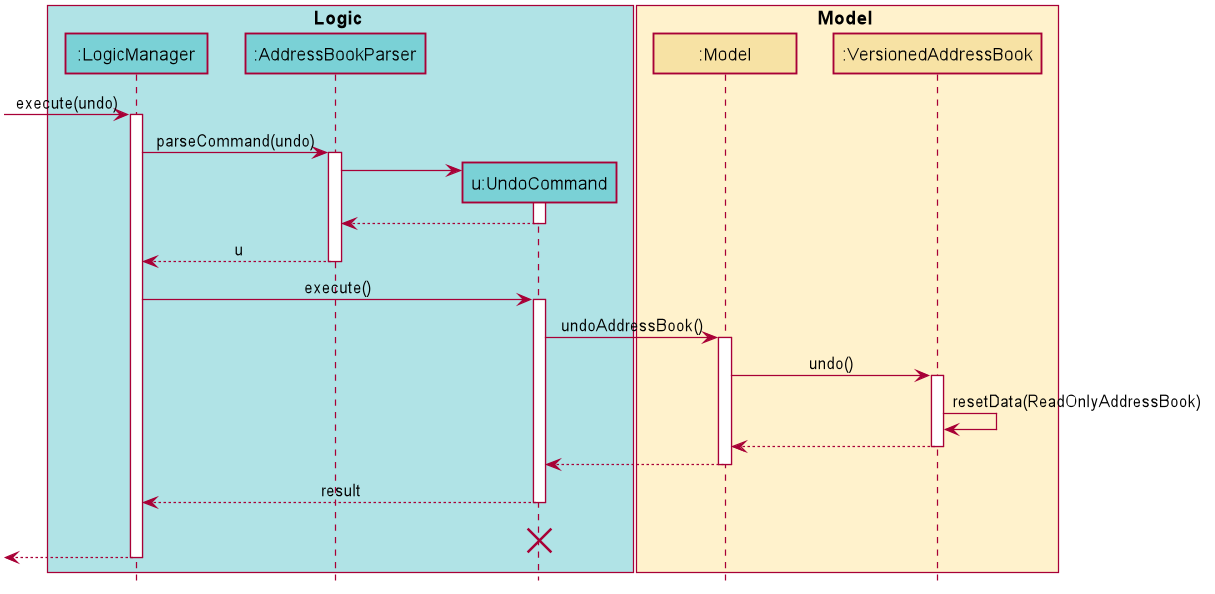 Logic
Model
:LogicManager
:AddressBookParser
:Model
:VersionedAddressBook
execute(undo)
parseCommand(undo)
u:UndoCommand
u
execute()
undoAddressBook()
undo()
resetData(ReadOnlyAddressBook)
result